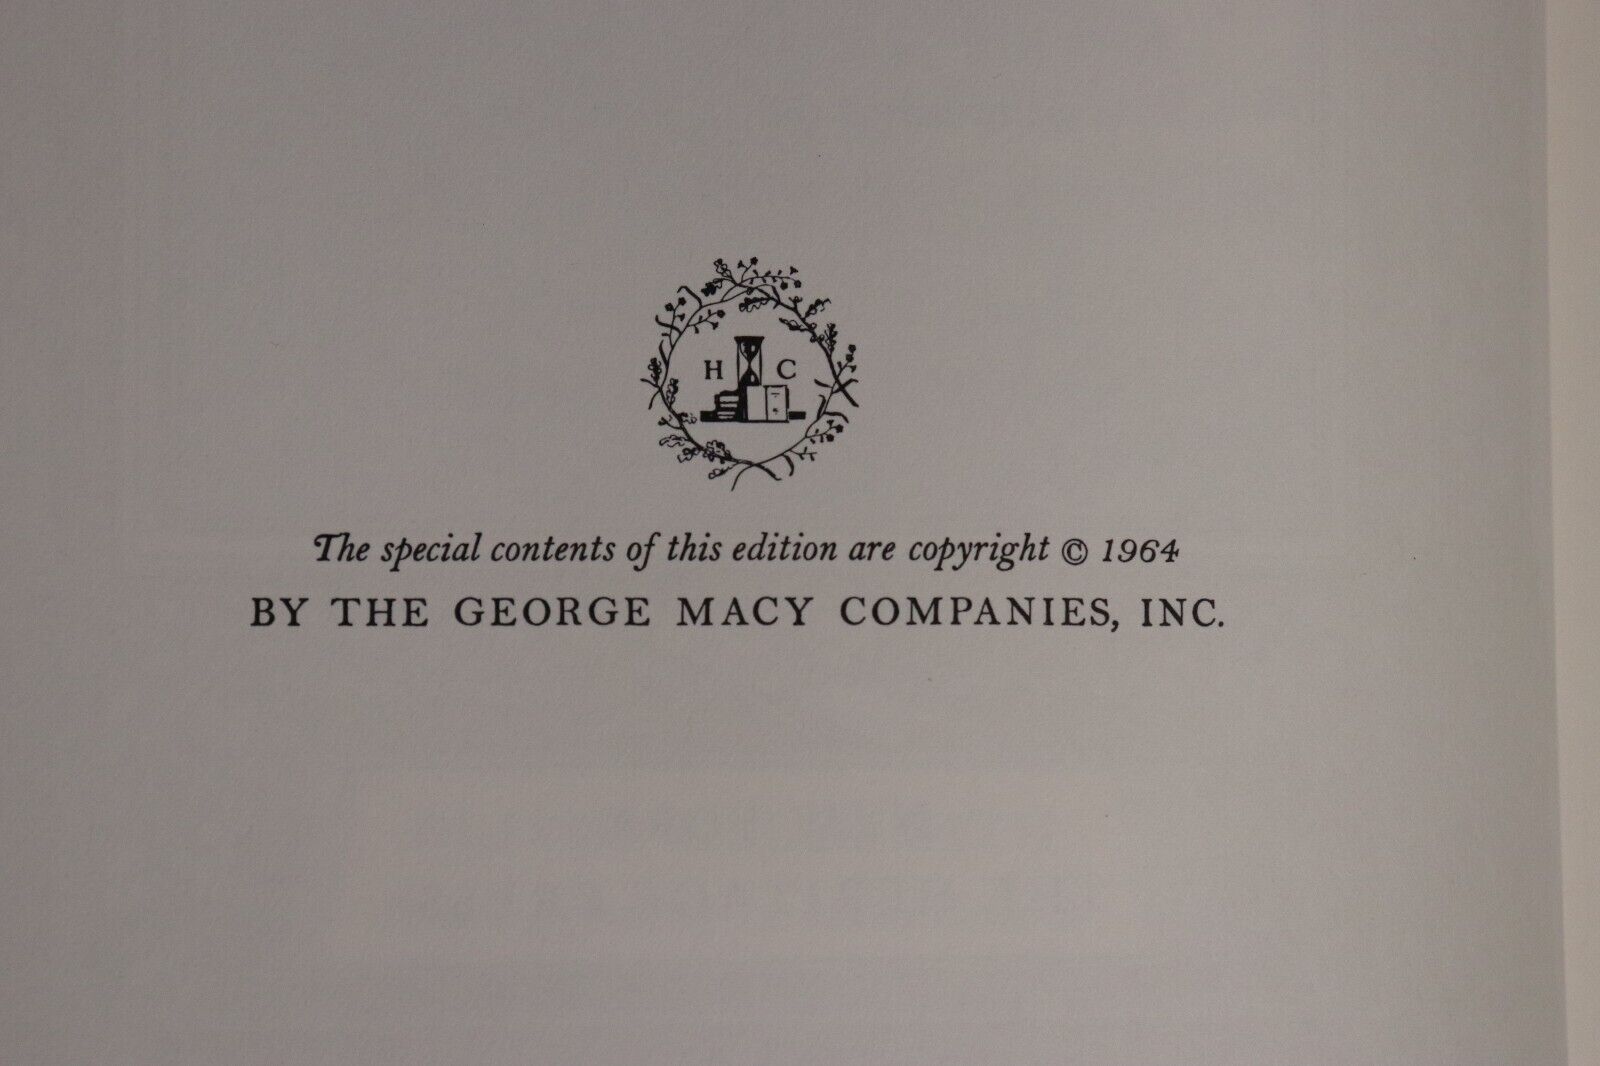 H C
The special contents of this edition are copyright © 1964
BY THE GEORGE MACY COMPANIES, INC.